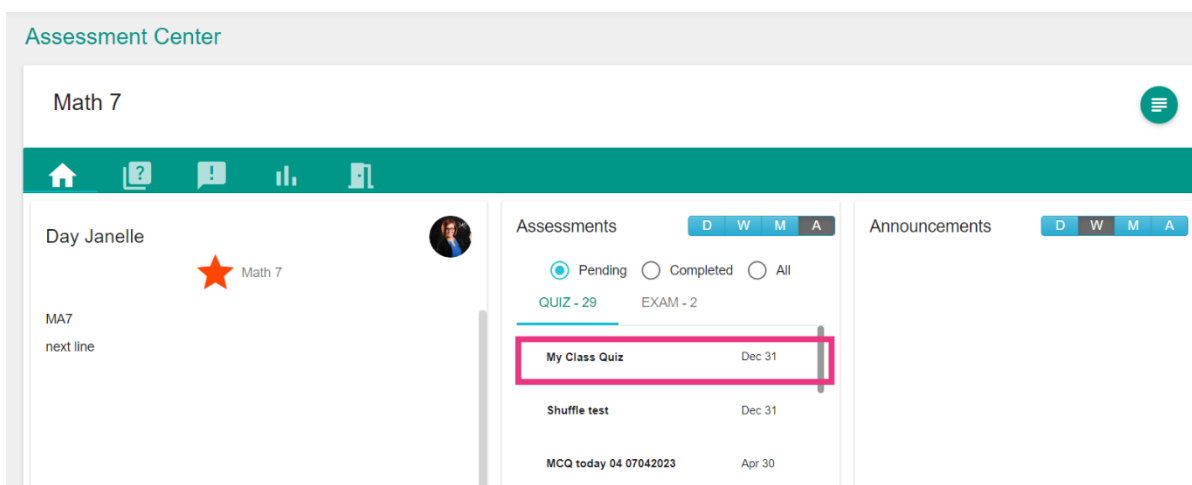 Assessment Center
Math 7
Day Janelle
Math 7
MA7
next line
Assessments
D W M A
Pending Completed All
QUIZ - 29 EXAM - 2
My Class Quiz Dec 31
Shuffle test Dec 31
MCQ today 04 07042023 Apr 30
Announcements
D W M A